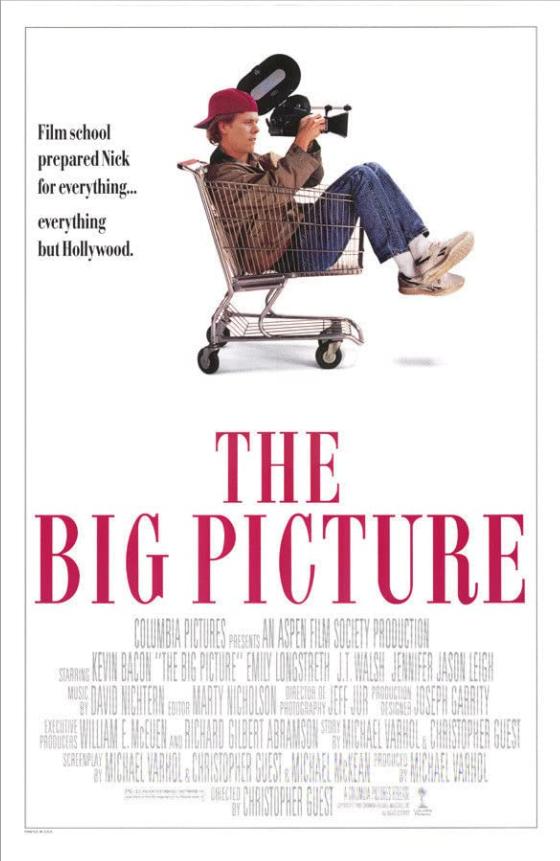 Film school
prepared Nick
for everything...
everything
but Hollywood.
THE
BIG PICTURE
COLUMBIA PICTURES PRESENTS AN ASPEN FILM SOCIETY PRODUCTION
STARRING KEVIN BACON "THE BIG PICTURE" EMILY LONGSTRETH J.T. WALSH JENNIFER JASON LEIGH
MUSIC BY DAVID NICHTERN EDITOR MARTY NICHOLSON DIRECTOR OF PHOTOGRAPHY JEFF JUR PRODUCTION DESIGNER JOSEPH GARRITY
EXECUTIVE PRODUCERS WILLIAM E. McEUEN AND RICHARD GILBERT ABRAMSON STORY BY MICHAEL VARHOL & CHRISTOPHER GUEST
SCREENPLAY BY MICHAEL VARHOL & CHRISTOPHER GUEST & MICHAEL McKEAN PRODUCED BY MICHAEL VARHOL
DIRECTED BY CHRISTOPHER GUEST A COLUMBIA PICTURES RELEASE